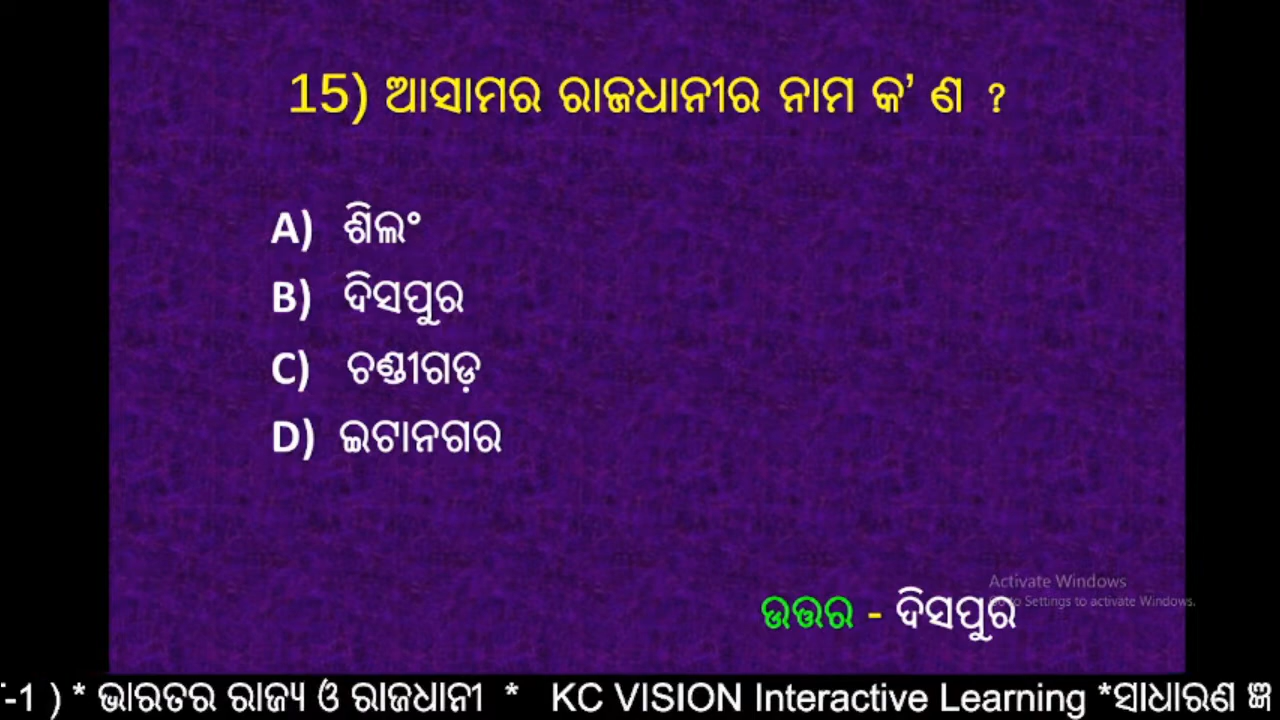 15) ଆସାମର ରାଜଧାନୀର ନାମ କ’ ଣ ?
A) ଶିଲଂ
B) ଦିସପୁର
C) ଚଣ୍ଡୀଗଡ଼
D) ଇଟାନଗର
Activate Windows
to Settings to activate Windows.
ଉତ୍ତର - ଦିସପୁର
-1 ) * ଭାରତର ରାଜ୍ୟ ଓ ରାଜଧାନୀ * KC VISION Interactive Learning *ସାଧାରଣ ଜ୍ଞ